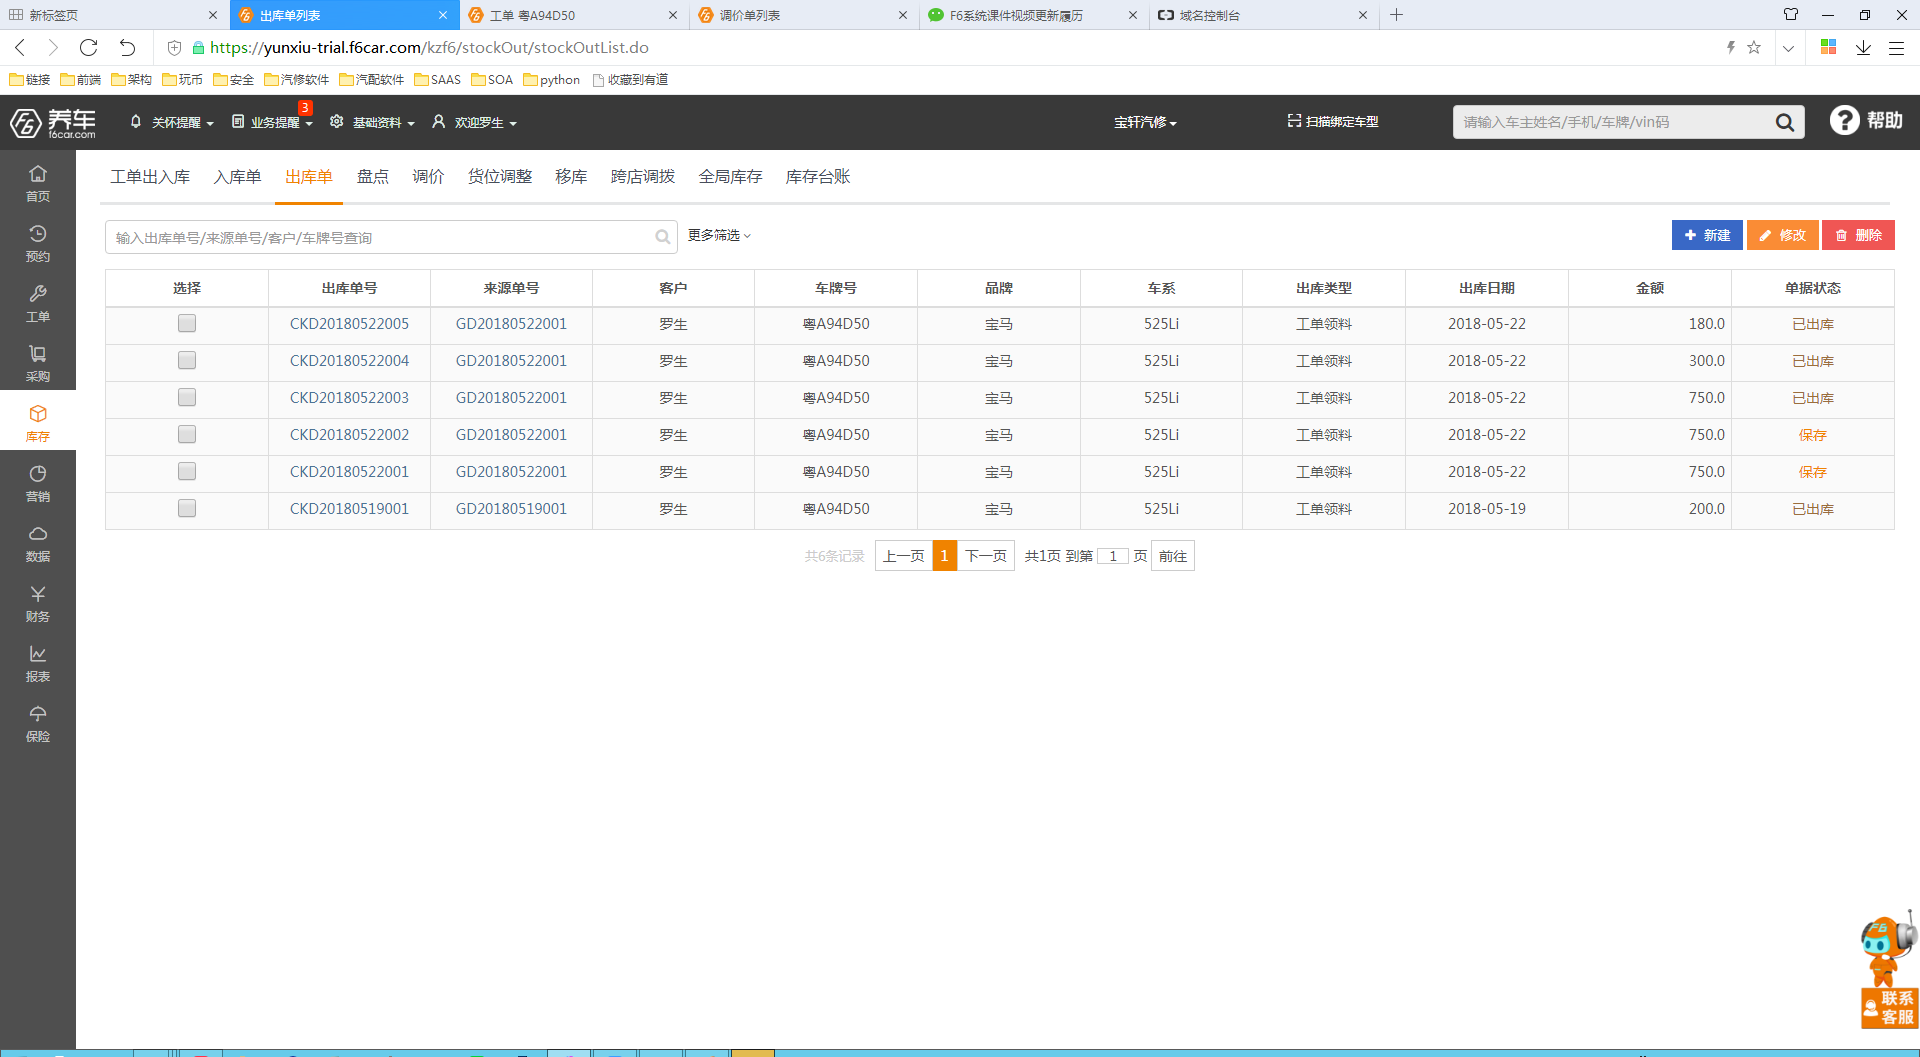 新标签页
出库单列表
工单 粤A94D50
调价单列表
F6系统课件视频更新履历
域名控制台
https://yunxiu-trial.f6car.com/kzf6/stockOut/stockOutList.do
链接 前端 架构 玩币 安全 汽修软件 汽配软件 SAAS SOA python 收藏到有道
F6 养车 f6car.com
关怀提醒 业务提醒 3 基础资料 欢迎罗生 宝轩汽修 扫描绑定车型 请输入车主姓名/手机/车牌/vin码 ? 帮助
首页
预约
工单
采购
库存
营销
数据
财务
报表
保险
工单出入库 入库单 出库单 盘点 调价 货位调整 移库 跨店调拨 全局库存 库存台账
输入出库单号/来源单号/客户/车牌号查询 更多筛选 新建 修改 删除
选择 出库单号 来源单号 客户 车牌号 品牌 车系 出库类型 出库日期 金额 单据状态
CKD20180522005 GD20180522001 罗生 粤A94D50 宝马 525Li 工单领料 2018-05-22 180.0 已出库
CKD20180522004 GD20180522001 罗生 粤A94D50 宝马 525Li 工单领料 2018-05-22 300.0 已出库
CKD20180522003 GD20180522001 罗生 粤A94D50 宝马 525Li 工单领料 2018-05-22 750.0 已出库
CKD20180522002 GD20180522001 罗生 粤A94D50 宝马 525Li 工单领料 2018-05-22 750.0 保存
CKD20180522001 GD20180522001 罗生 粤A94D50 宝马 525Li 工单领料 2018-05-22 750.0 保存
CKD20180519001 GD20180519001 罗生 粤A94D50 宝马 525Li 工单领料 2018-05-19 200.0 已出库
共6条记录 上一页 1 下一页 共1页 到第 1 页 前往
F6
联系
客服